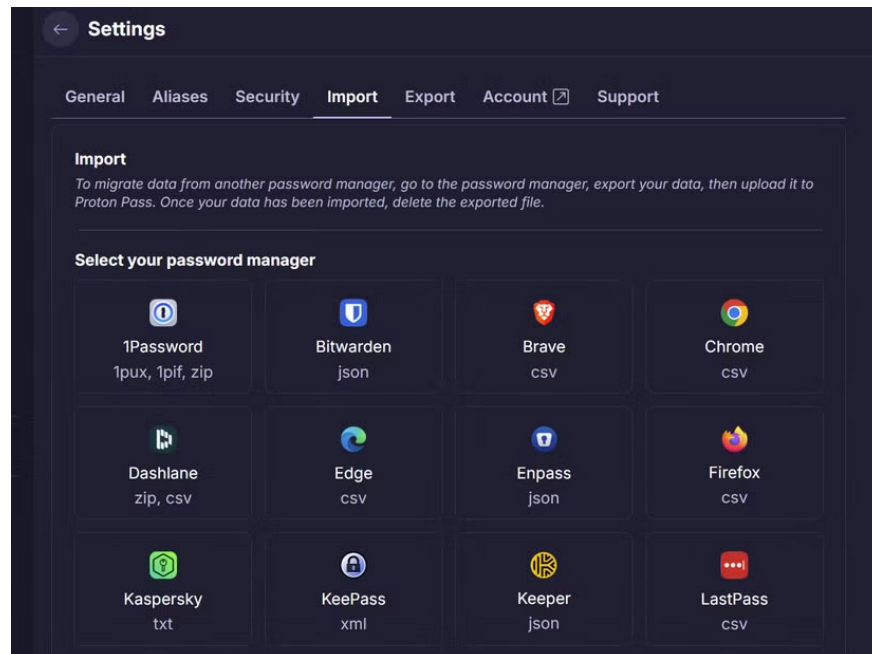 Settings
General Aliases Security Import Export Account Support
Import
To migrate data from another password manager, go to the password manager, export your data, then upload it to
Proton Pass. Once your data has been imported, delete the exported file.
Select your password manager
1Password Bitwarden Brave Chrome
1pux, 1pif, zip json csv csv
Dashlane Edge Enpass Firefox
zip, csv csv json csv
Kaspersky KeePass Keeper LastPass
txt xml json csv